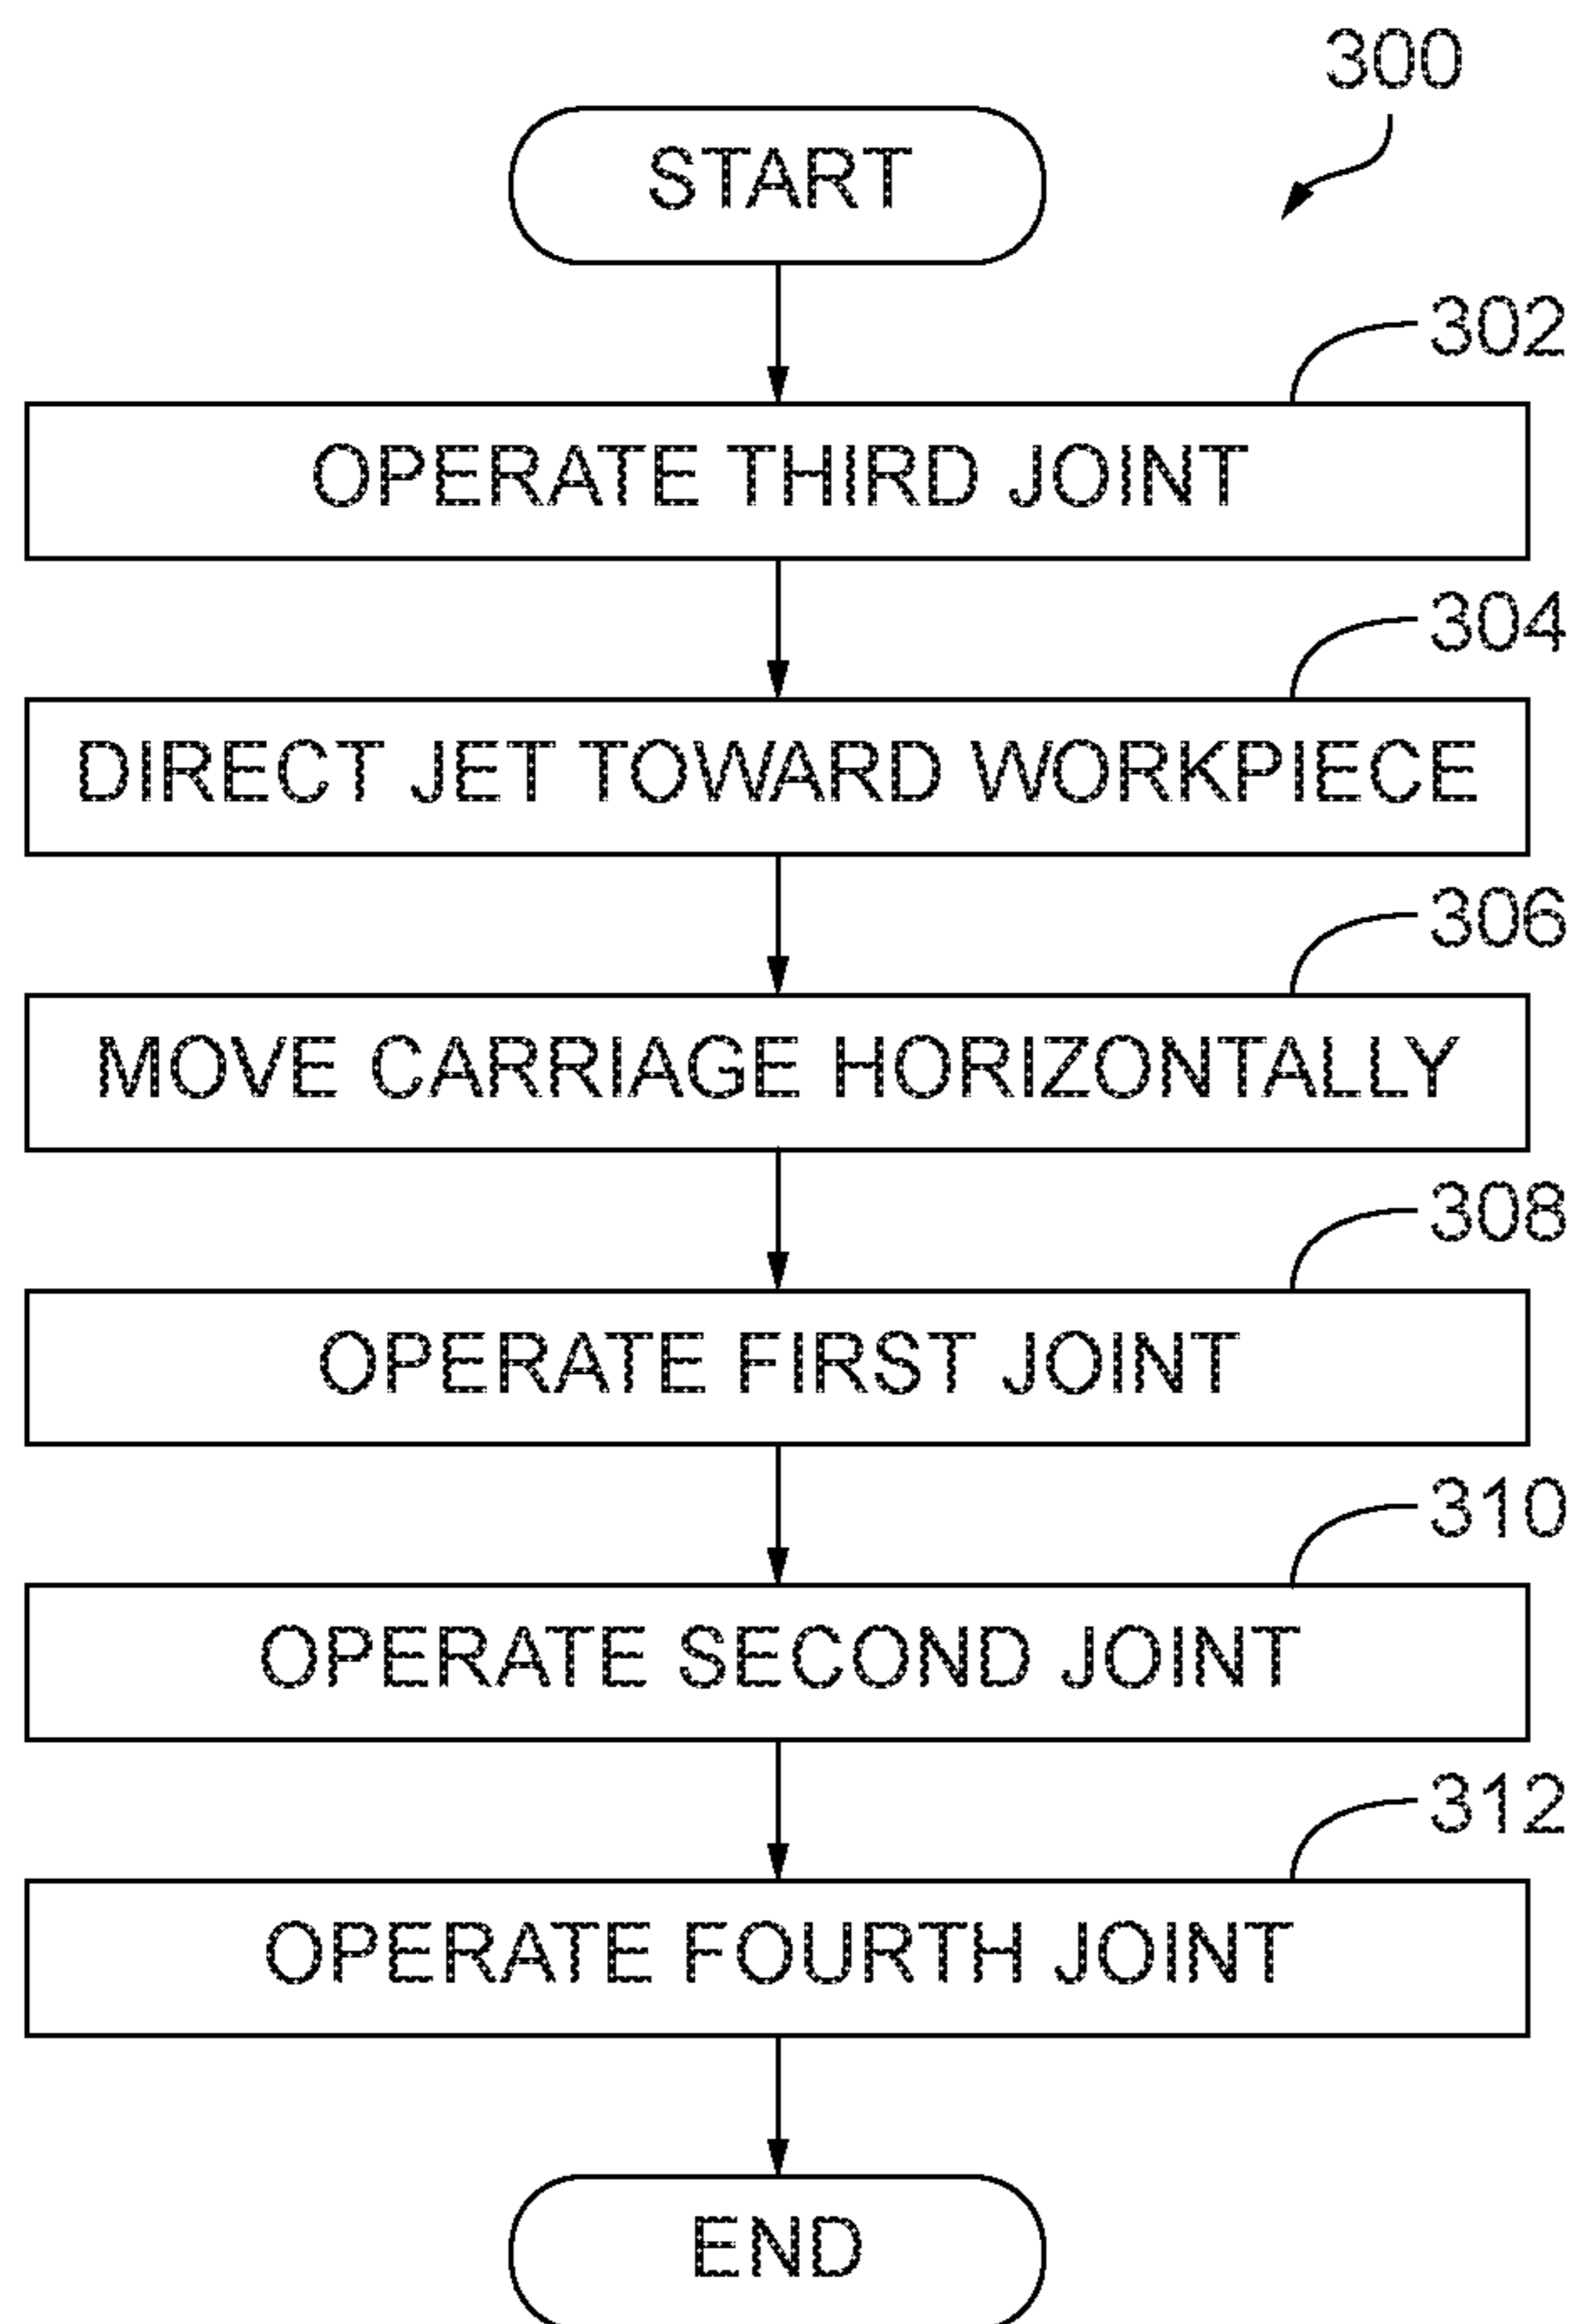 300
START
302
OPERATE THIRD JOINT
304
DIRECT JET TOWARD WORKPIECE
306
MOVE CARRIAGE HORIZONTALLY
308
OPERATE FIRST JOINT
310
OPERATE SECOND JOINT
312
OPERATE FOURTH JOINT
END